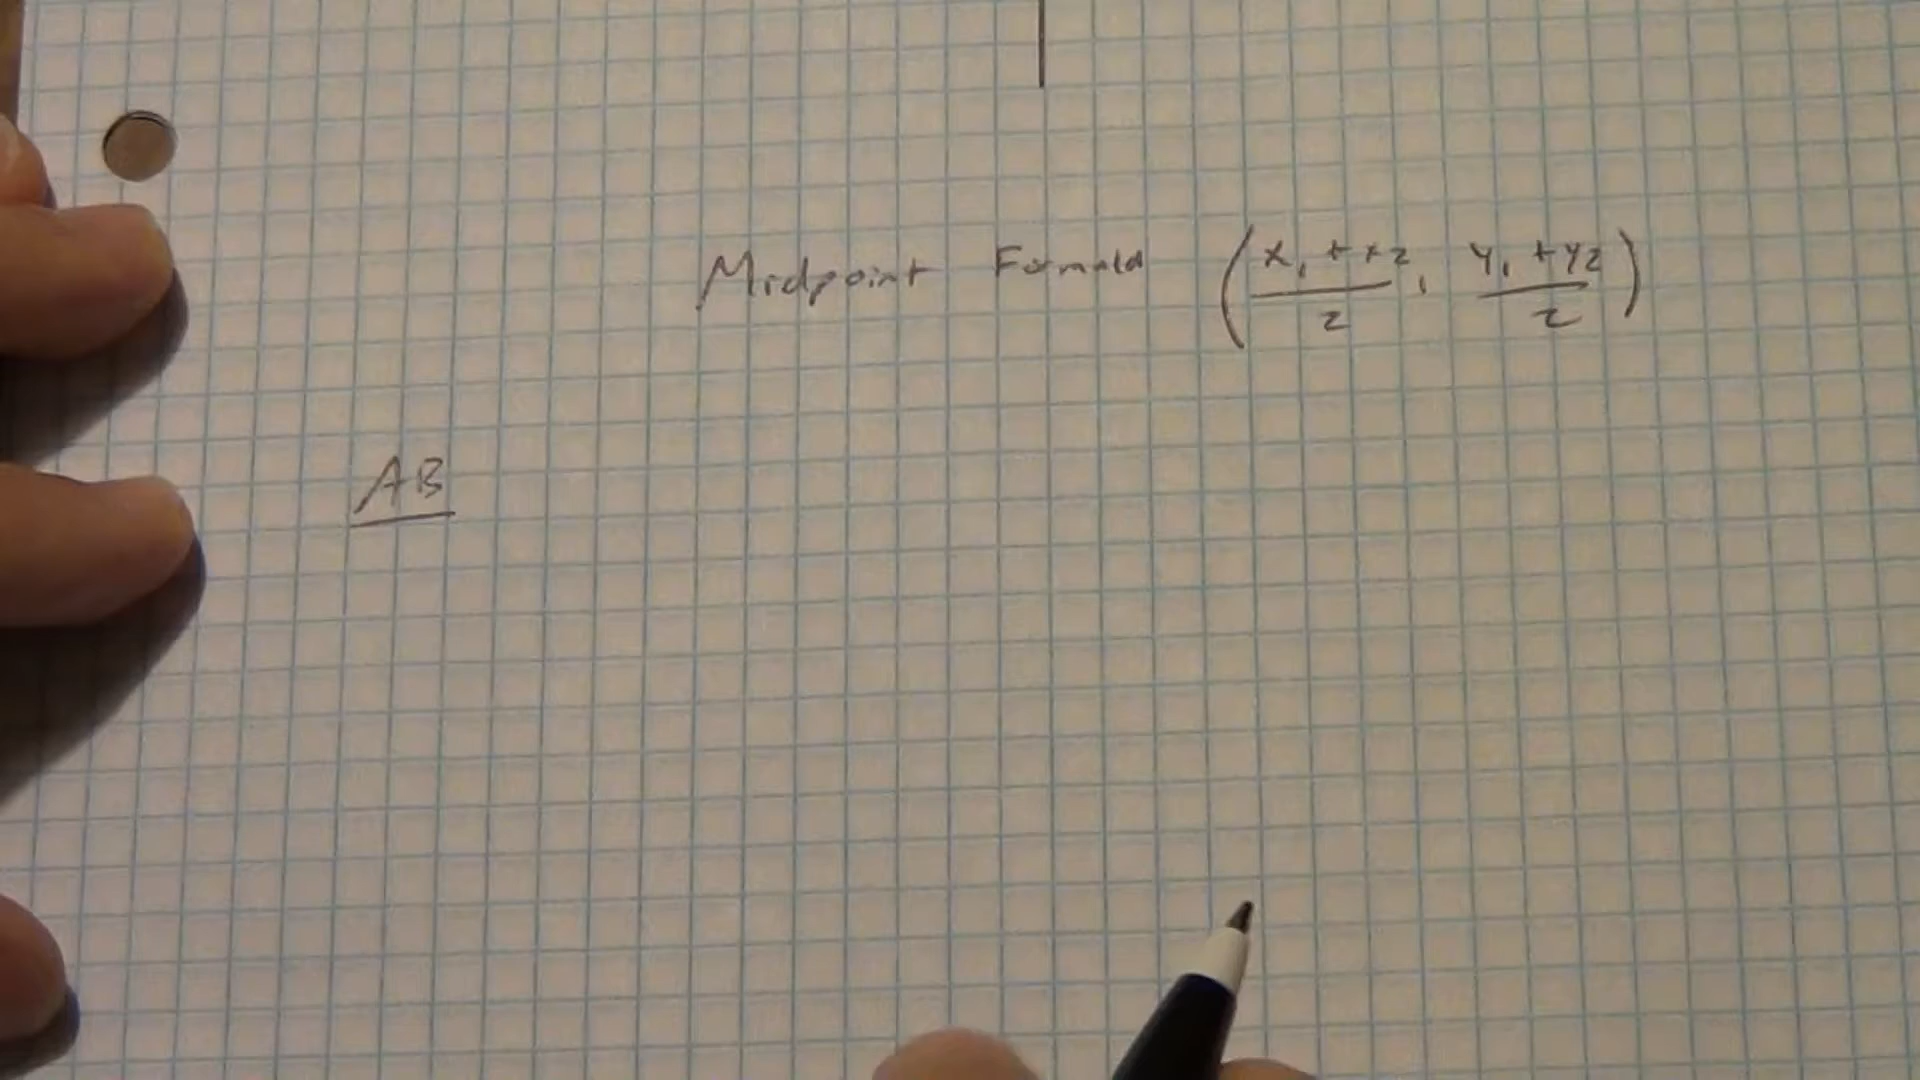 Midpoint Formula (x₁ + x₂ / 2, y₁ + y₂ / 2)
AB